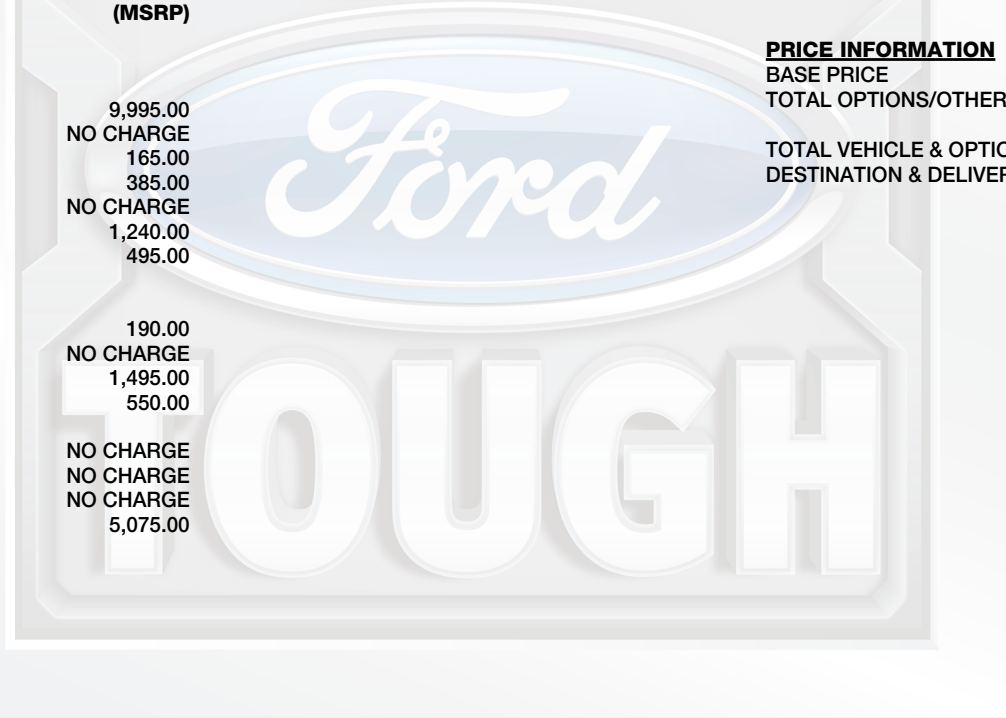 (MSRP)
9,995.00
NO CHARGE
165.00
385.00
NO CHARGE
1,240.00
495.00
190.00
NO CHARGE
1,495.00
550.00
NO CHARGE
NO CHARGE
NO CHARGE
5,075.00
PRICE INFORMATION
BASE PRICE
TOTAL OPTIONS/OTHER
TOTAL VEHICLE & OPTIO
DESTINATION & DELIVER
Ford
TOUGH